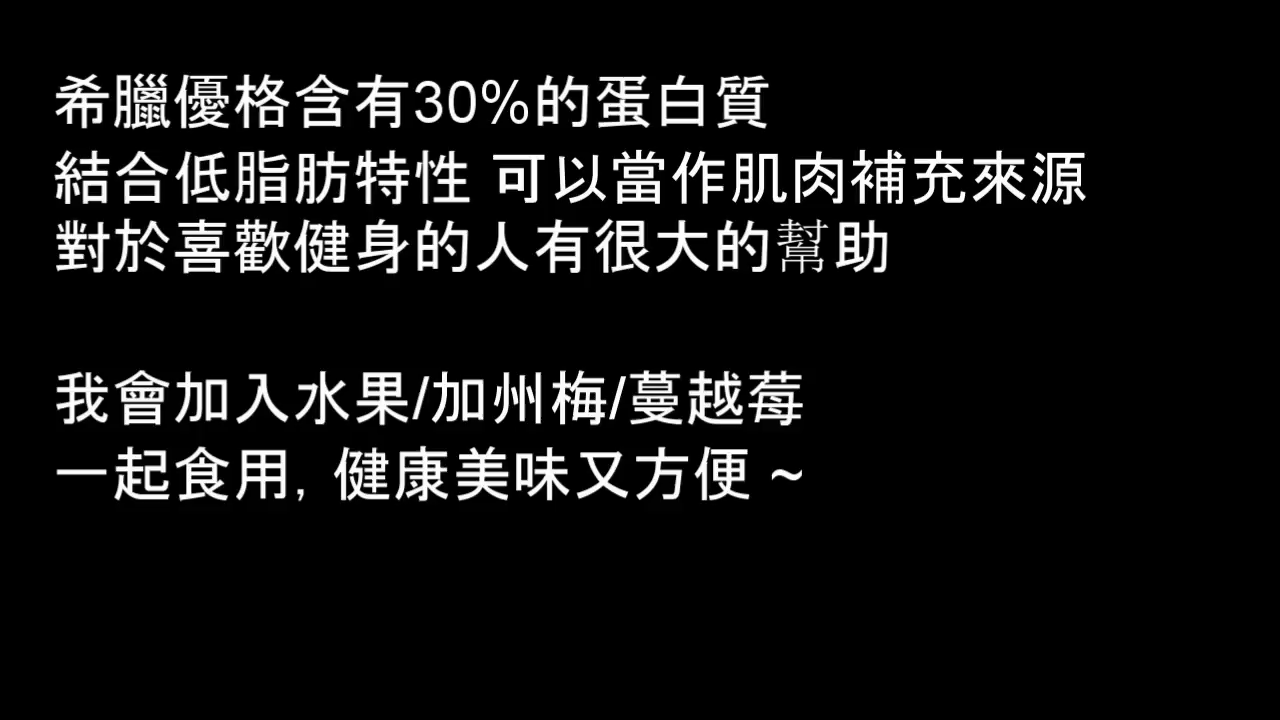 希臘優格含有30%的蛋白質
結合低脂肪特性 可以當作肌肉補充來源
對於喜歡健身的人有很大的幫助
我會加入水果/加州梅/蔓越莓
一起食用, 健康美味又方便 ~